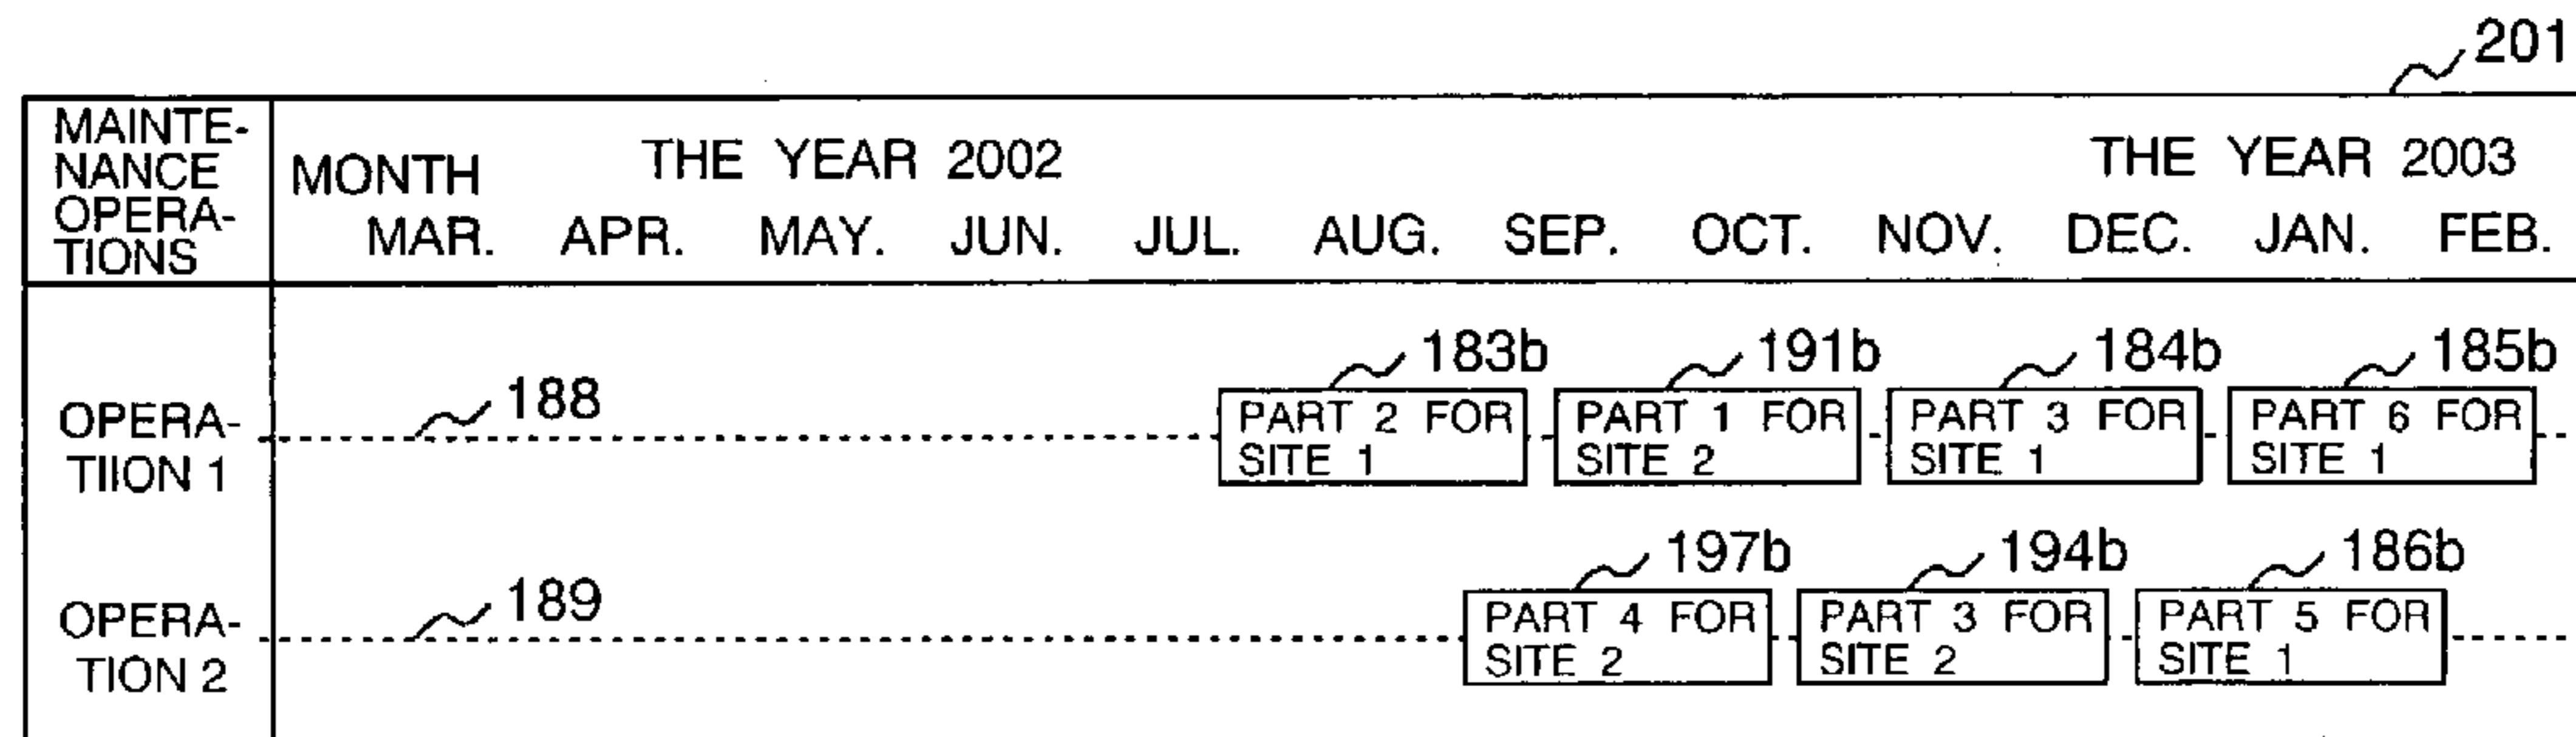 201
MAINTE-
NANCE
OPERA-
TIONS
MONTH THE YEAR 2002 THE YEAR 2003
MAR. APR. MAY. JUN. JUL. AUG. SEP. OCT. NOV. DEC. JAN. FEB.
183b 191b 184b 185b
188
OPERA-
TIION 1
PART 2 FOR
SITE 1
PART 1 FOR
SITE 2
PART 3 FOR
SITE 1
PART 6 FOR
SITE 1
197b 194b 186b
189
OPERA-
TION 2
PART 4 FOR
SITE 2
PART 3 FOR
SITE 2
PART 5 FOR
SITE 1